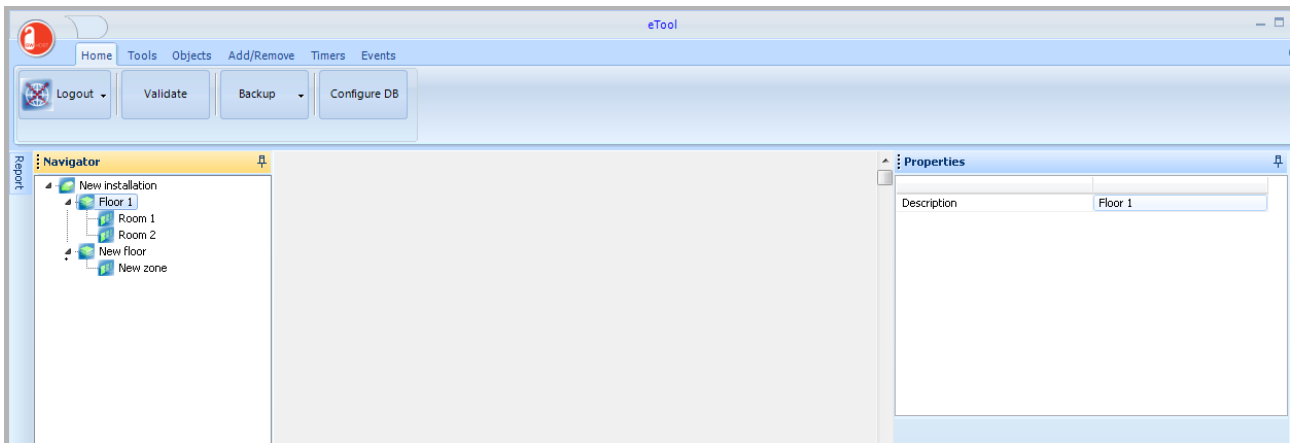 eTool
Home Tools Objects Add/Remove Timers Events
Logout Validate Backup Configure DB
Report
Navigator
New installation
Floor 1
Room 1
Room 2
New floor
New zone
Properties
Description Floor 1